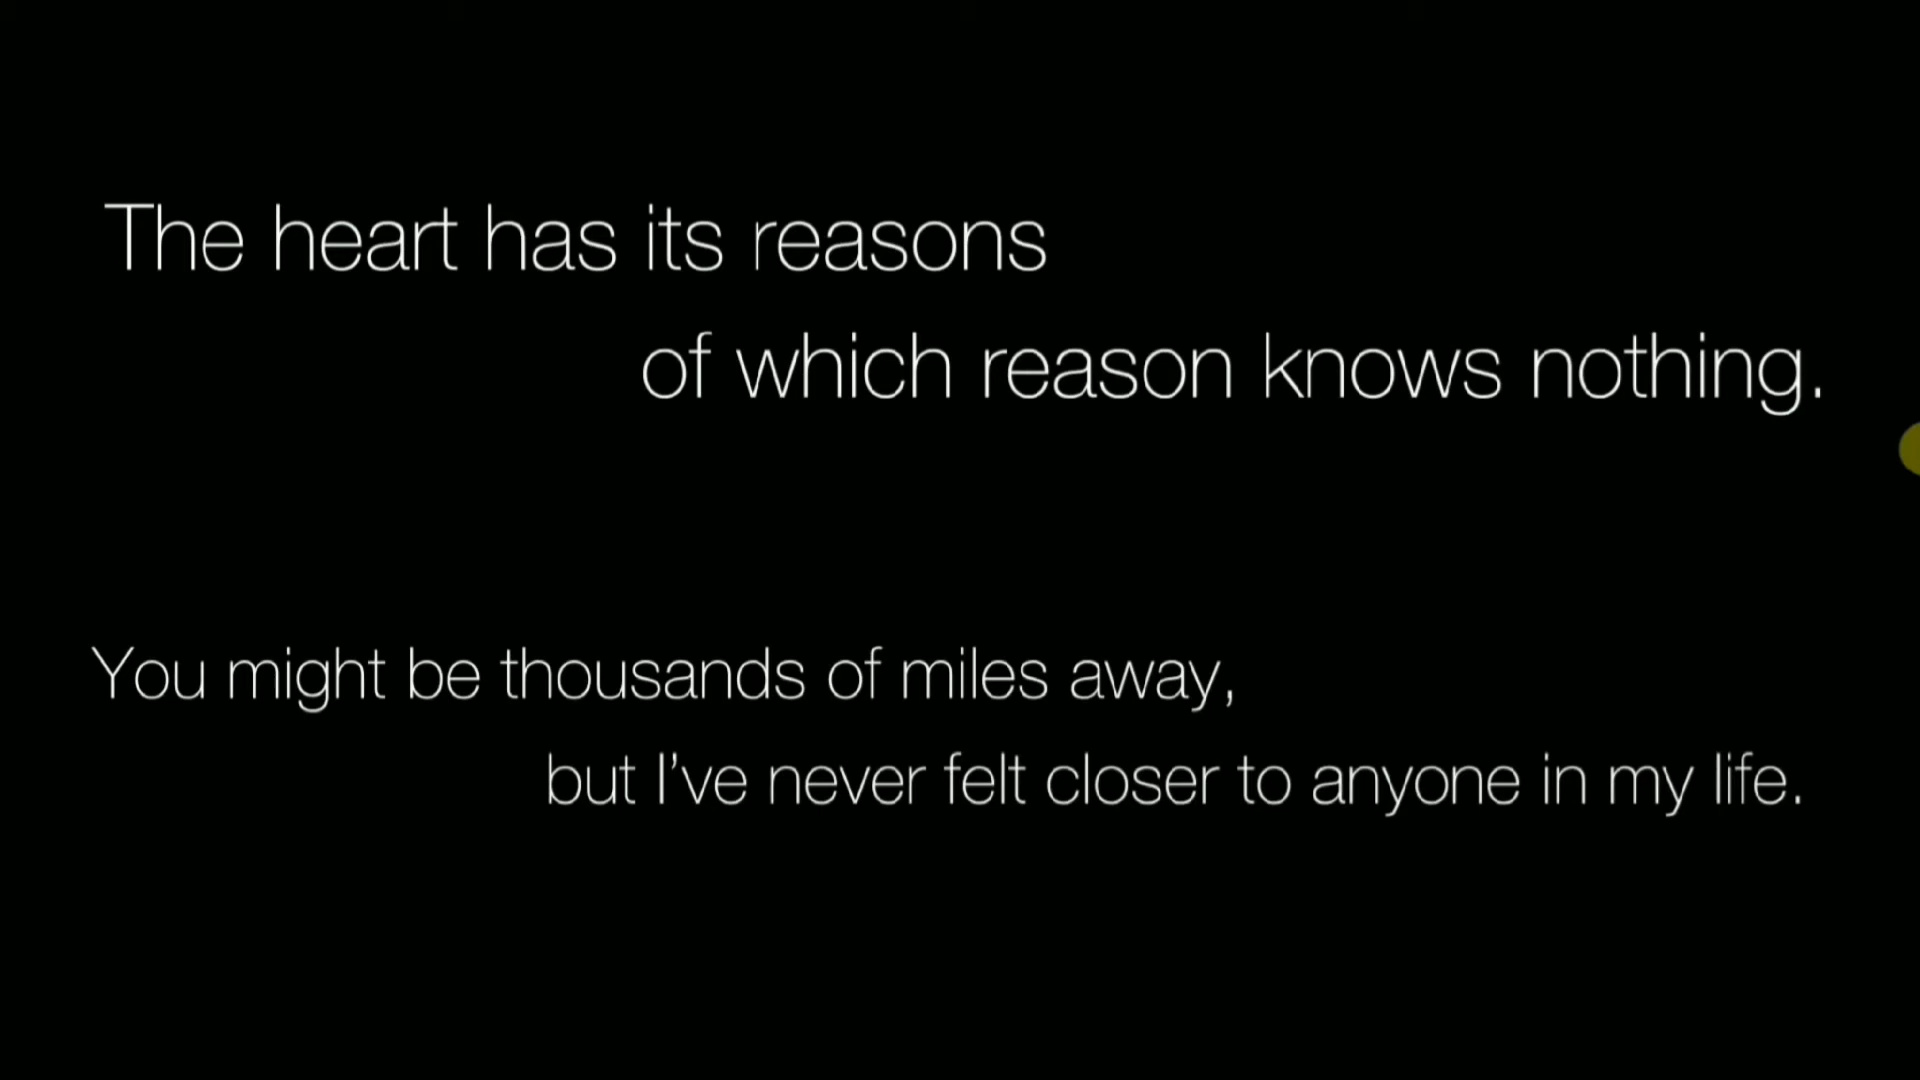 The heart has its reasons
of which reason knows nothing.
You might be thousands of miles away,
but I’ve never felt closer to anyone in my life.